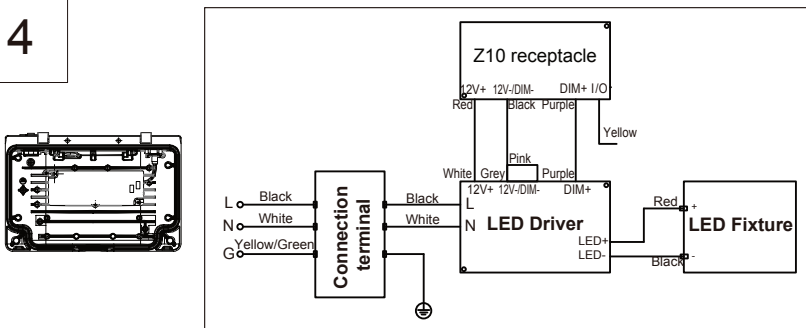 4
Z10 receptacle
12V+ 12V-/DIM- DIM+ I/O
Red Black Purple
Yellow
Pink
White Grey Purple
12V+ 12V-/DIM- DIM+
L Black Black L
N White White N
G Yellow/Green
Connection
terminal
LED Driver
LED+
LED-
Red +
LED Fixture
Black -